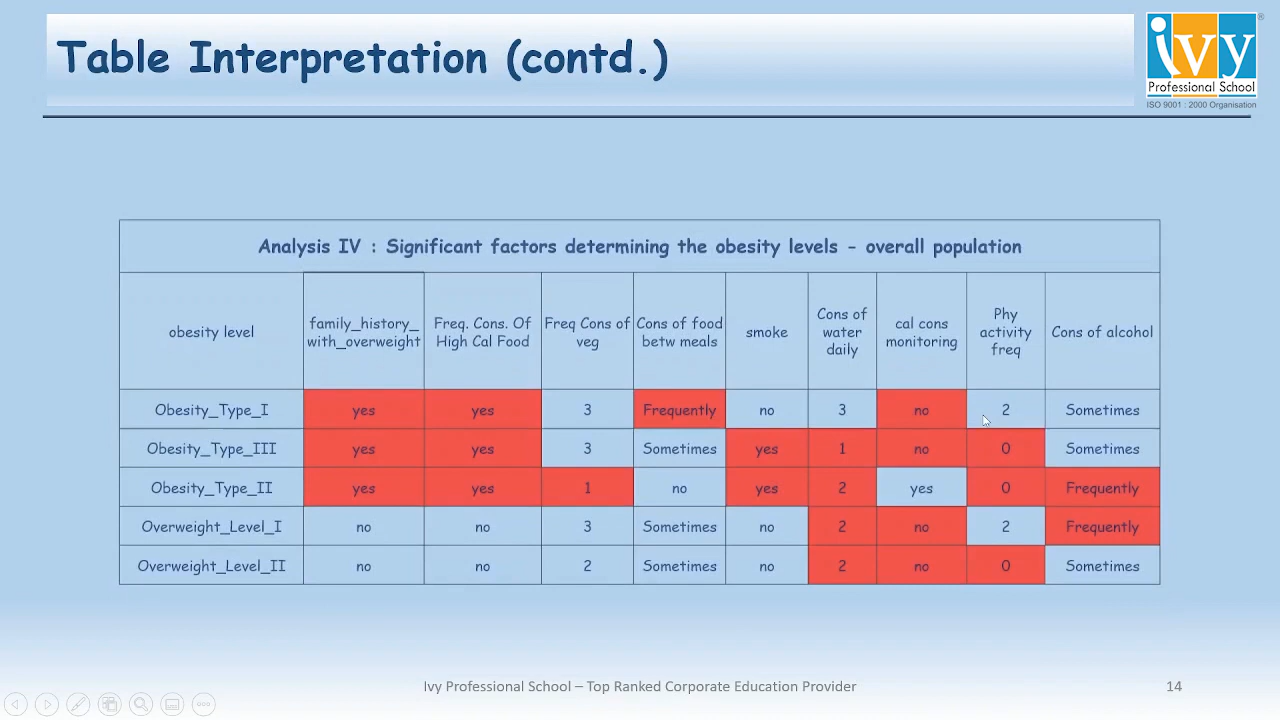 Table Interpretation (contd.)
ivy
®
Professional School
ISO 9001 : 2000 Organisation
Analysis IV : Significant factors determining the obesity levels - overall population
obesity level
family_history_
with_overweight
Freq. Cons. Of
High Cal Food
Freq Cons of
veg
Cons of food
betw meals
smoke
Cons of
water
daily
cal cons
monitoring
Phy
activity
freq
Cons of alcohol
Obesity_Type_I yes yes 3 Frequently no 3 no 2 Sometimes
Obesity_Type_III yes yes 3 Sometimes yes 1 no 0 Sometimes
Obesity_Type_II yes yes 1 no yes 2 yes 0 Frequently
Overweight_Level_I no no 3 Sometimes no 2 no 2 Frequently
Overweight_Level_II no no 2 Sometimes no 2 no 0 Sometimes
Ivy Professional School – Top Ranked Corporate Education Provider
14